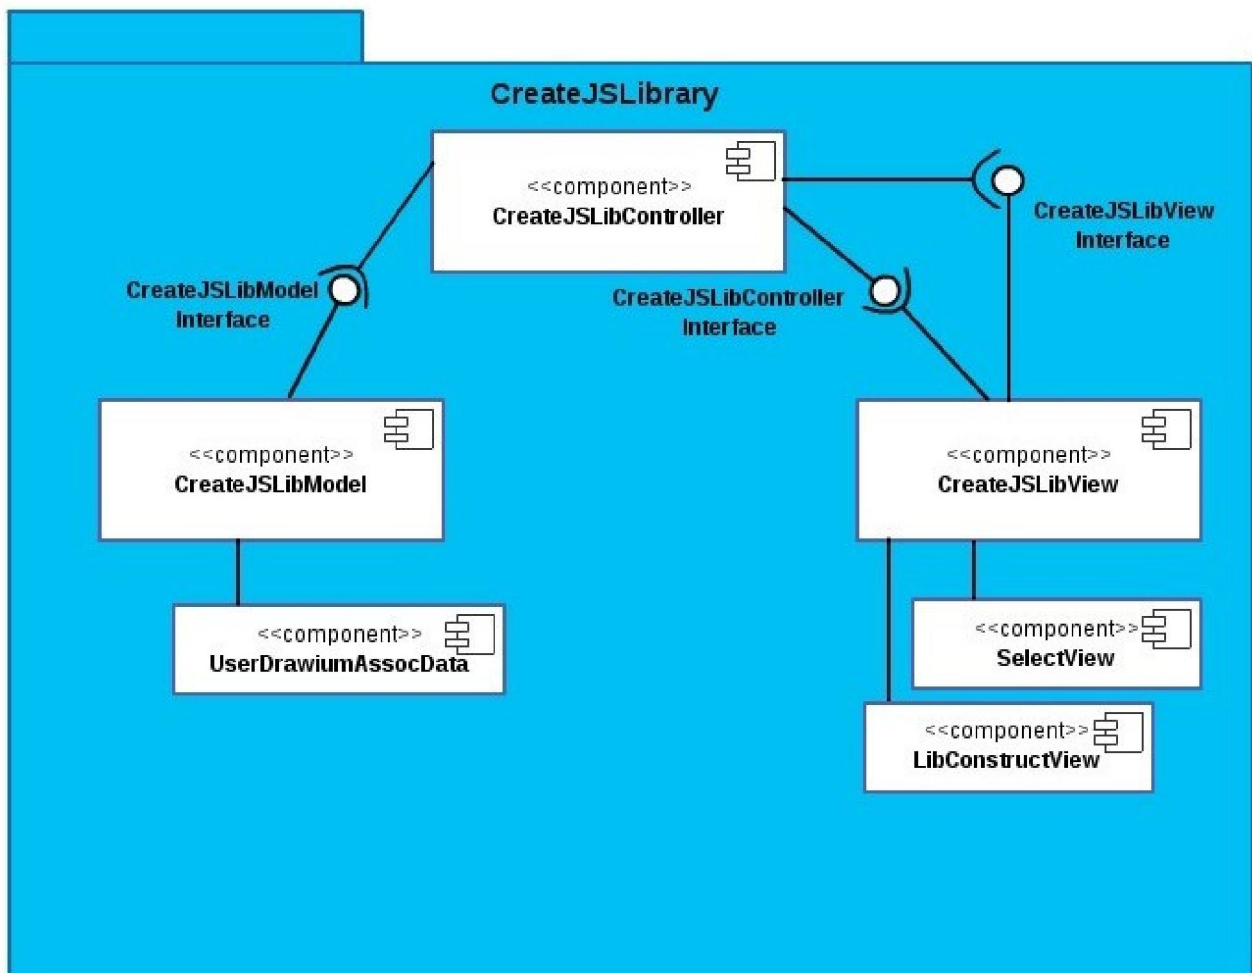 CreateJSLibrary
<<component>>
CreateJSLibController
CreateJSLibView
Interface
CreateJSLibModel
Interface
CreateJSLibController
Interface
<<component>>
CreateJSLibModel
<<component>>
CreateJSLibView
<<component>>
UserDrawiumAssocData
<<component>>
SelectView
<<component>>
LibConstructView